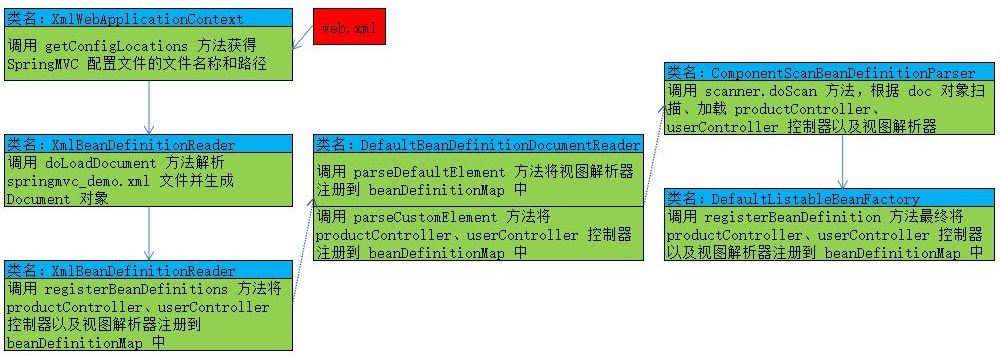 类名：XmlWebApplicationContext
调用 getConfigLocations 方法获得
SpringMVC 配置文件的文件名称和路径
web.xml
类名：XmlBeanDefinitionReader
调用 doLoadDocument 方法解析
springmvc_demo.xml 文件并生成
Document 对象
类名：XmlBeanDefinitionReader
调用 registerBeanDefinitions 方法将
productController、userController
控制器以及视图解析器注册到
beanDefinitionMap 中
类名：DefaultBeanDefinitionDocumentReader
调用 parseDefaultElement 方法将视图解析器
注册到 beanDefinitionMap 中
调用 parseCustomElement 方法将
productController、userController 控制器
注册到 beanDefinitionMap 中
类名：ComponentScanBeanDefinitionParser
调用 scanner.doScan 方法，根据 doc 对象扫
描、加载 productController、
userController 控制器以及视图解析器
类名：DefaultListableBeanFactory
调用 registerBeanDefinition 方法最终将
productController、userController 控制器
以及视图解析器注册到 beanDefinitionMap 中